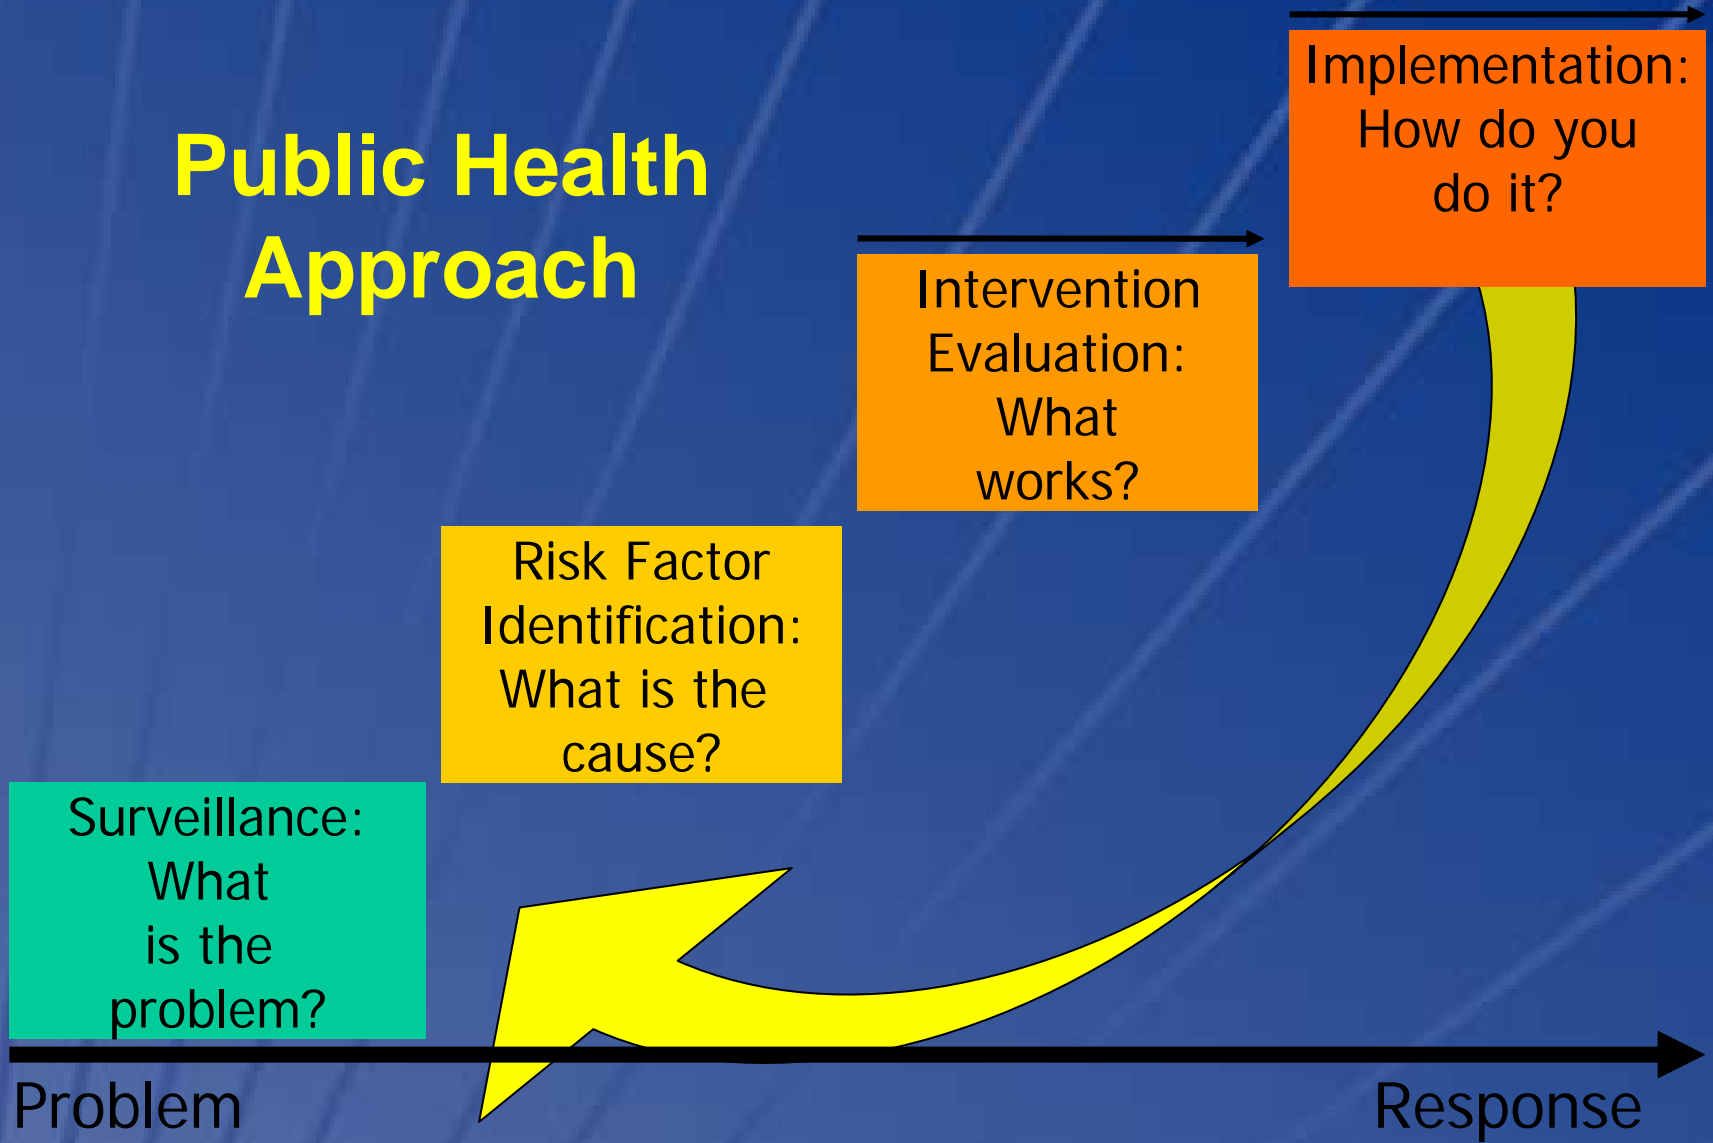 Public Health
Approach
Implementation:
How do you
do it?
Intervention
Evaluation:
What
works?
Risk Factor
Identification:
What is the
cause?
Surveillance:
What
is the
problem?
Problem
Response